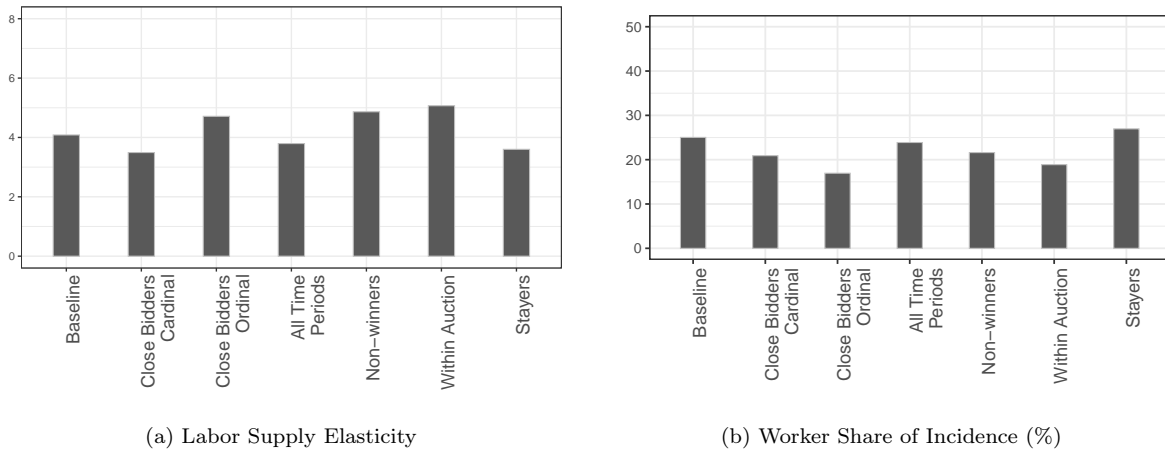 8
6
4
2
0
Baseline
Close Bidders
Cardinal
Close Bidders
Ordinal
All Time
Periods
Non−winners
Within Auction
Stayers
(a) Labor Supply Elasticity
50
40
30
20
10
0
Baseline
Close Bidders
Cardinal
Close Bidders
Ordinal
All Time
Periods
Non−winners
Within Auction
Stayers
(b) Worker Share of Incidence (%)